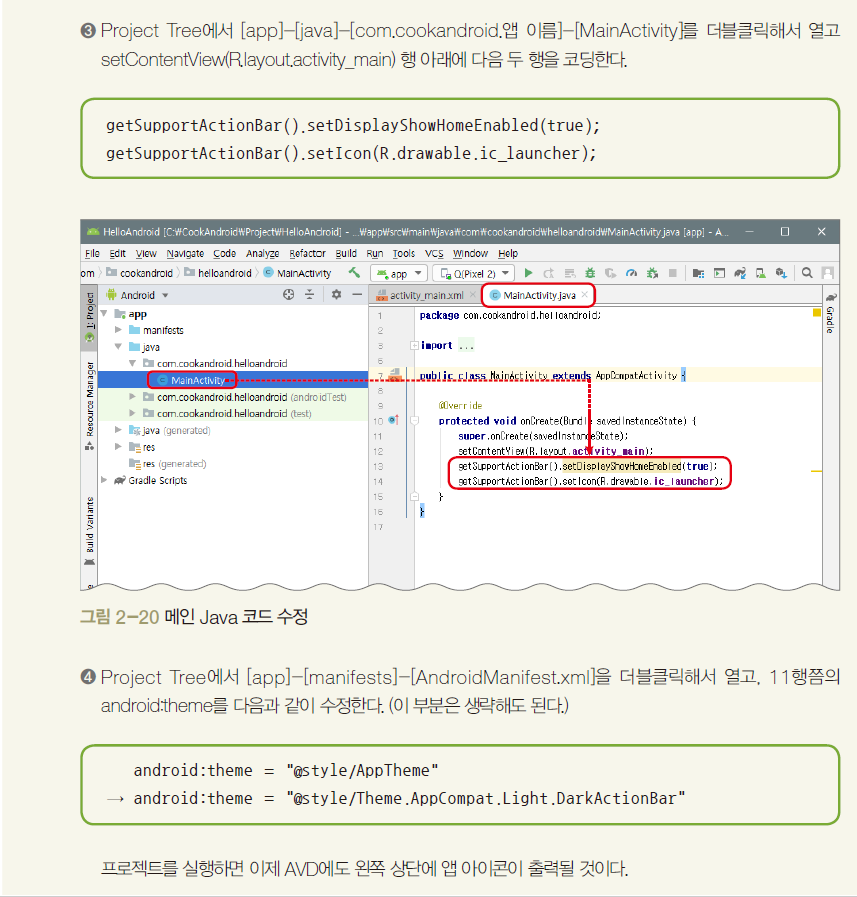 ❸ Project Tree에서 [app]-[java]-[com.cookandroid.앱 이름]-[MainActivity]를 더블클릭해서 열고
setContentView(R.layout.activity_main) 행 아래에 다음 두 행을 코딩한다.
getSupportActionBar().setDisplayShowHomeEnabled(true);
getSupportActionBar().setIcon(R.drawable.ic_launcher);
HelloAndroid [C:₩CookAndroid₩Project₩HelloAndroid] - ...₩app₩src₩main₩java₩com₩cookandroid₩helloandroid₩MainActivity.java [app] - A...
File Edit View Navigate Code Analyze Refactor Build Run Tools VCS Window Help
om cookandroid helloandroid MainActivity app Q(Pixel 2)
1: Project
Resource Manager
Build Variants
Android
app
manifests
java
com.cookandroid.helloandroid
MainActivity
com.cookandroid.helloandroid (androidTest)
com.cookandroid.helloandroid (test)
java (generated)
res
res (generated)
Gradle Scripts
activity_main.xml MainActivity.java
Gradle
1 package com.cookandroid.helloandroid;
2
3 import ...
6
7 public class MainActivity extends AppCompatActivity {
8
9 @Override
10 protected void onCreate(Bundle savedInstanceState) {
11 super.onCreate(savedInstanceState);
12 setContentView(R.layout.activity_main);
13 getSupportActionBar().setDisplayShowHomeEnabled(true);
14 getSupportActionBar().setIcon(R.drawable.ic_launcher);
15 }
16 }
17
그림 2-20 메인 Java 코드 수정
❹ Project Tree에서 [app]-[manifests]-[AndroidManifest.xml]을 더블클릭해서 열고, 11행쯤의
android:theme를 다음과 같이 수정한다. (이 부분은 생략해도 된다.)
android:theme = "@style/AppTheme"
→ android:theme = "@style/Theme.AppCompat.Light.DarkActionBar"
프로젝트를 실행하면 이제 AVD에도 왼쪽 상단에 앱 아이콘이 출력될 것이다.